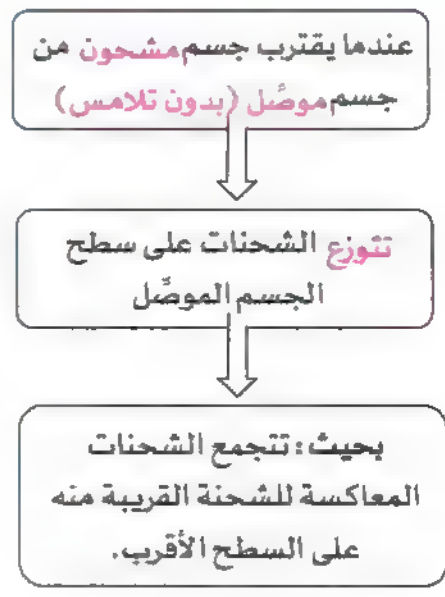 عندما يقترب جسم مشحون من
جسم موصّل (بدون تلامس)
تتوزع الشحنات على سطح
الجسم الموصّل
بحيث: تتجمع الشحنات
المعاكسة للشحنة القريبة منه
على السطح الأقرب.